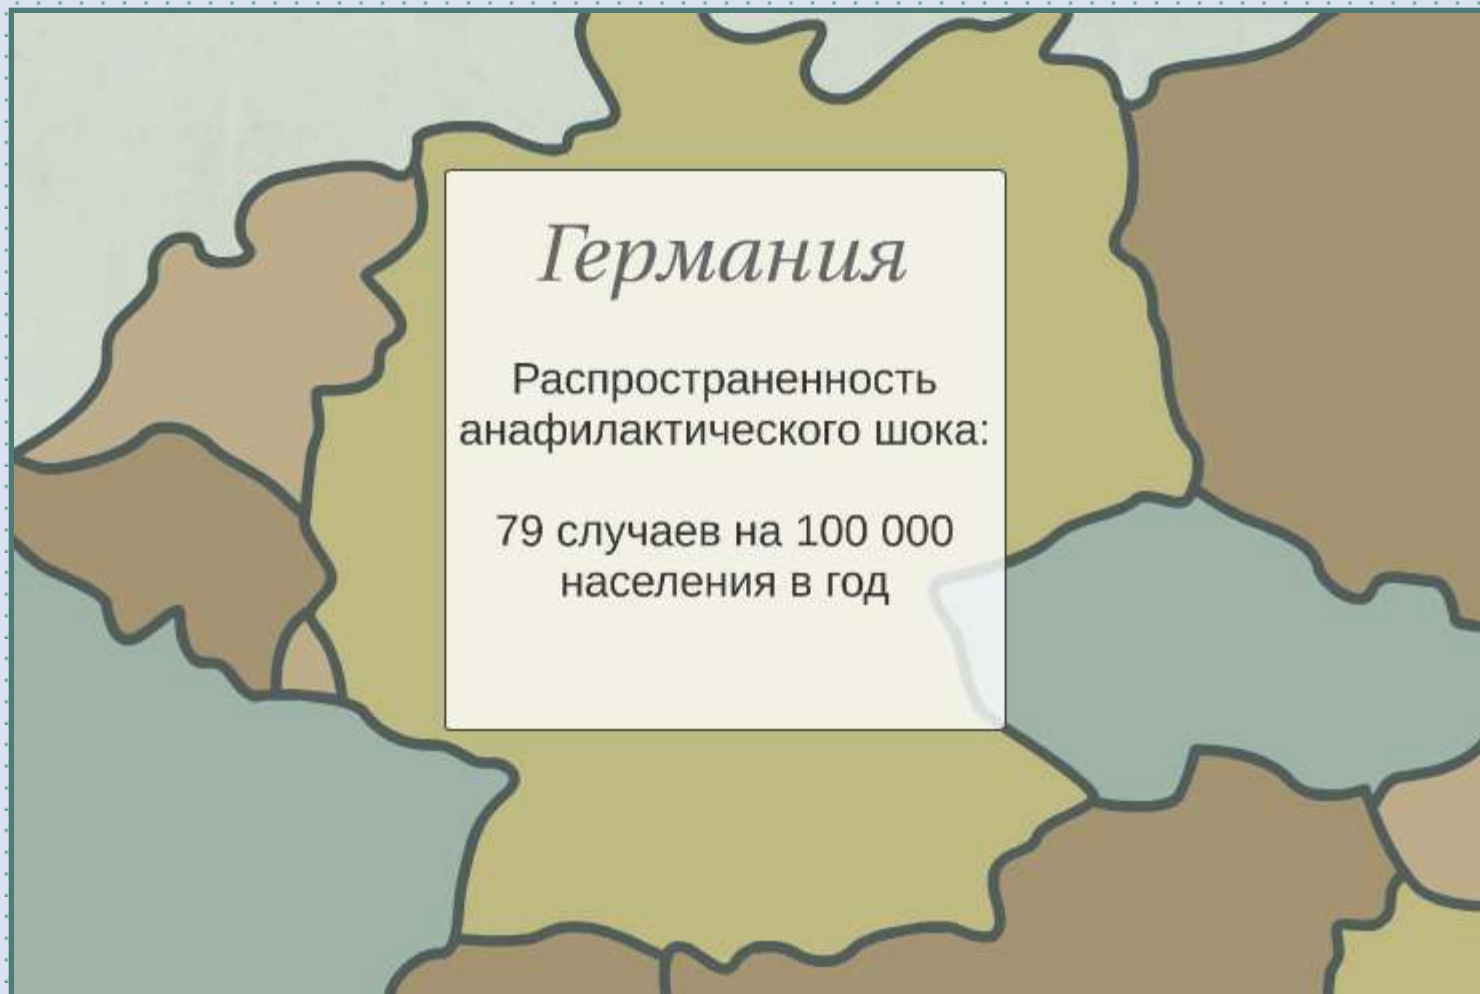 Германия
Распространенность
анафилактического шока:
79 случаев на 100 000
населения в год